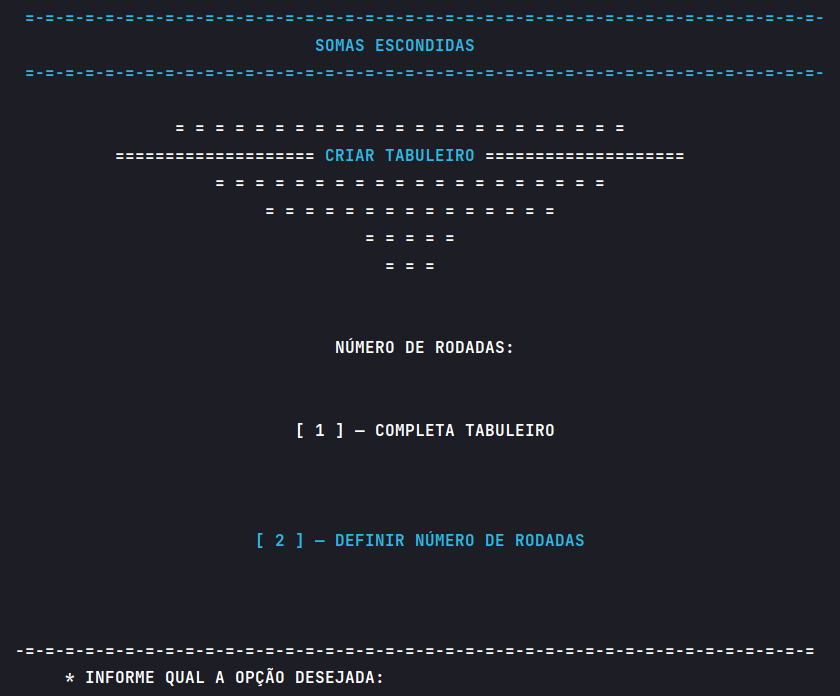 =-=-=-=-=-=-=-=-=-=-=-=-=-=-=-=-=-=-=-=-=-=-=-=-=-=-=-=-=-=-=-=-=-=-=-=-=-=-=-=-
SOMAS ESCONDIDAS
=-=-=-=-=-=-=-=-=-=-=-=-=-=-=-=-=-=-=-=-=-=-=-=-=-=-=-=-=-=-=-=-=-=-=-=-=-=-=-=-
= = = = = = = = = = = = = = = = = = = = = = =
==================== CRIAR TABULEIRO ====================
= = = = = = = = = = = = = = = = = = = =
= = = = = = = = = = = = = = =
= = = = =
= = =
NÚMERO DE RODADAS:
[ 1 ] — COMPLETA TABULEIRO
[ 2 ] — DEFINIR NÚMERO DE RODADAS
-=-=-=-=-=-=-=-=-=-=-=-=-=-=-=-=-=-=-=-=-=-=-=-=-=-=-=-=-=-=-=-=-=-=-=-=-=-=-=-=
* INFORME QUAL A OPÇÃO DESEJADA: